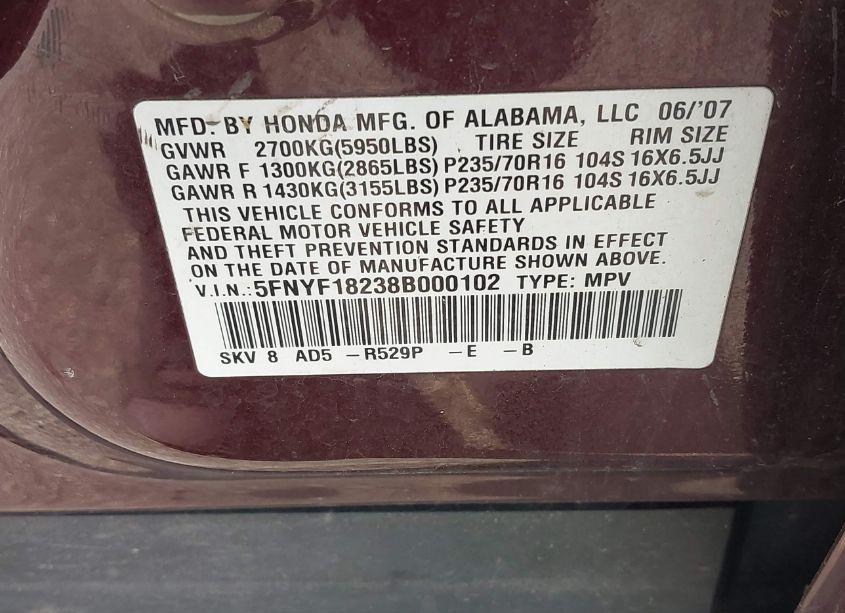 MFD. BY HONDA MFG. OF ALABAMA, LLC 06/'07
GVWR 2700KG(5950LBS) TIRE SIZE RIM SIZE
GAWR F 1300KG(2865LBS) P235/70R16 104S 16X6.5JJ
GAWR R 1430KG(3155LBS) P235/70R16 104S 16X6.5JJ
THIS VEHICLE CONFORMS TO ALL APPLICABLE
FEDERAL MOTOR VEHICLE SAFETY
AND THEFT PREVENTION STANDARDS IN EFFECT
ON THE DATE OF MANUFACTURE SHOWN ABOVE.
V.I.N.: 5FNYF18238B000102 TYPE: MPV
SKV 8 AD5 –R529P –E –B